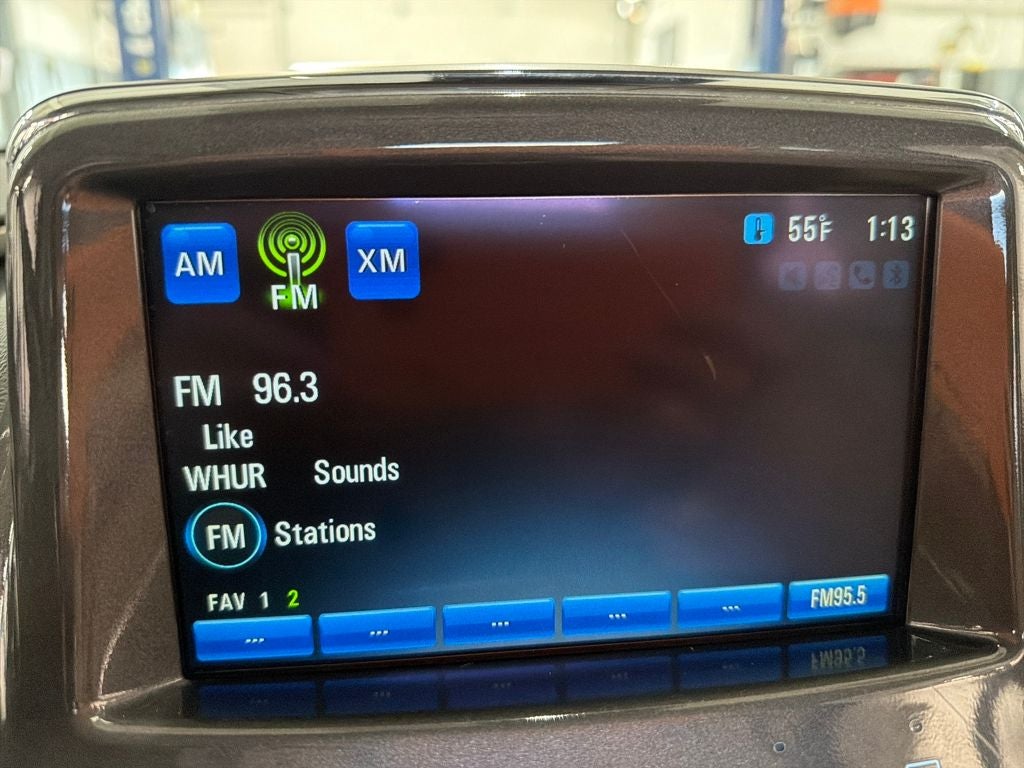 AM FM XM 55°F 1:13
FM 96.3
Like
WHUR Sounds
FM Stations
FAV 1 2
... ... ... ... ... FM95.5